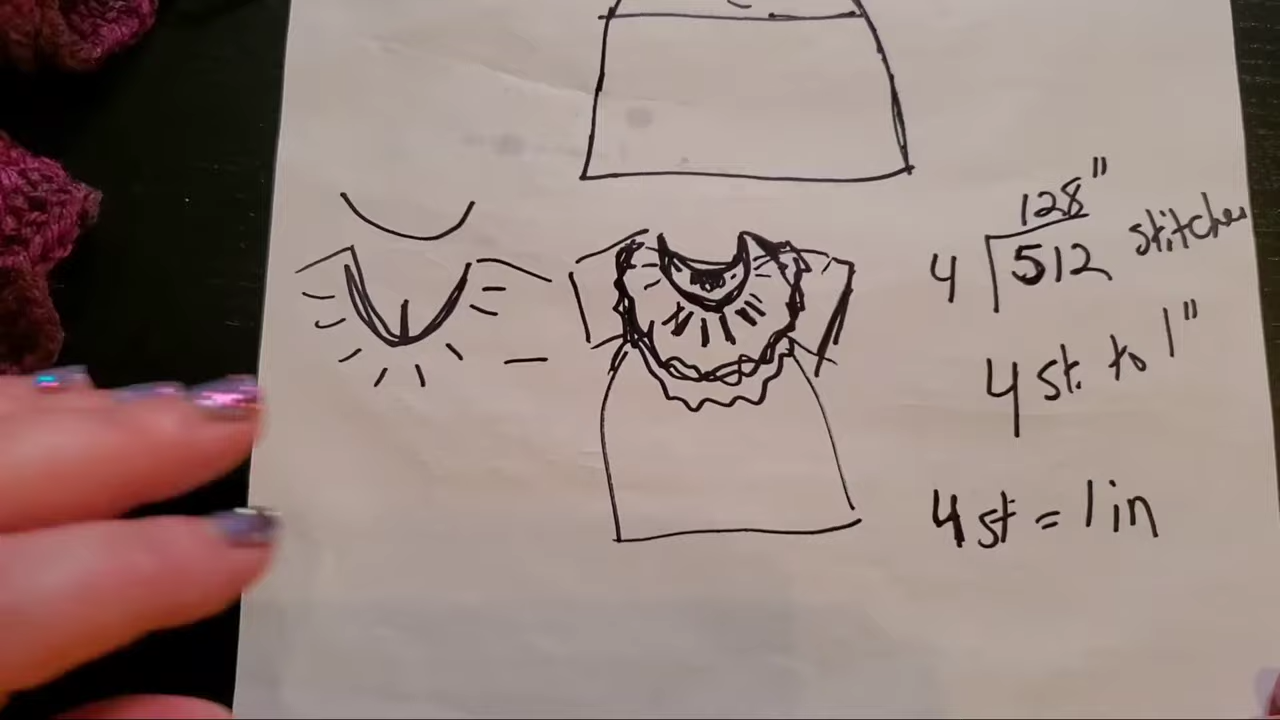 128"
4 512 stitches
4 st. to 1"
4 st = 1 in